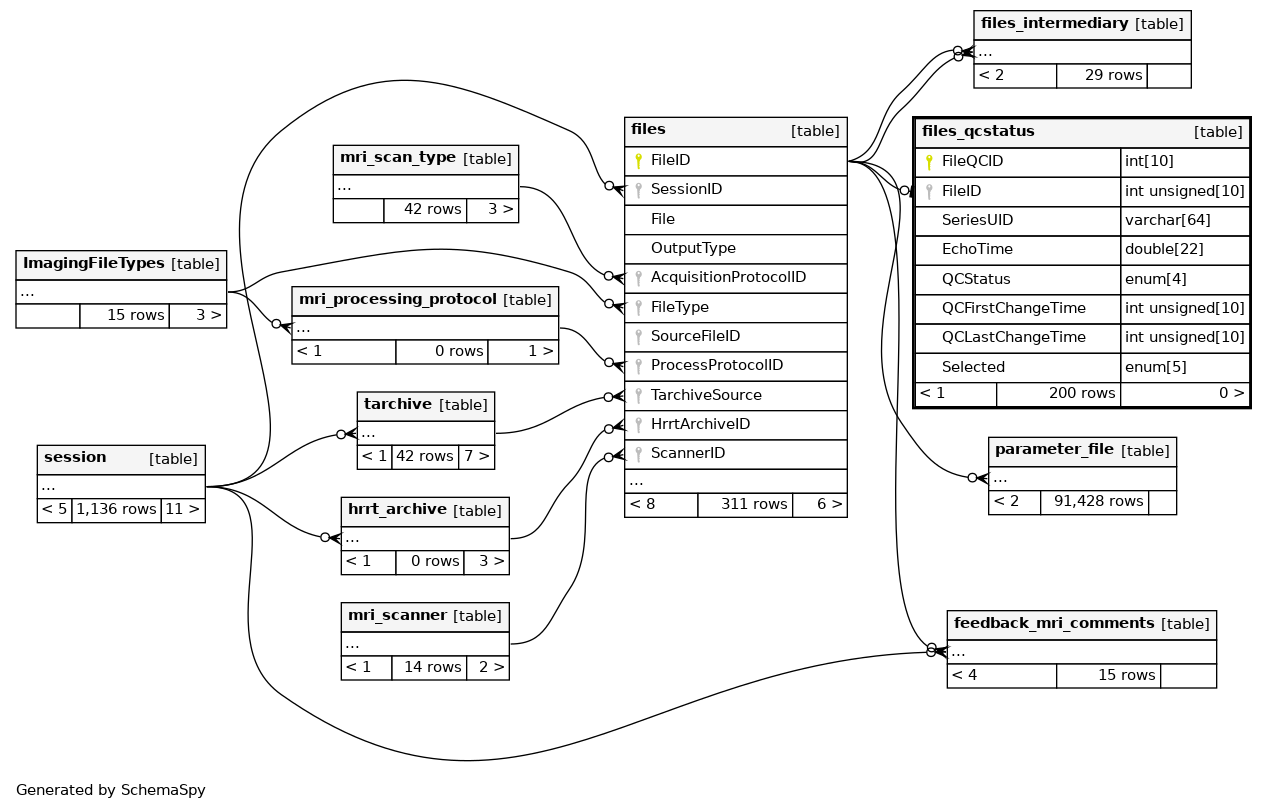 files_intermediary [table]
...
< 2 29 rows
files [table]
FileID
SessionID
File
OutputType
AcquisitionProtocolID
FileType
SourceFileID
ProcessProtocolID
TarchiveSource
HrrtArchiveID
ScannerID
...
< 8 311 rows 6 >
files_qcstatus [table]
FileQCID int[10]
FileID int unsigned[10]
SeriesUID varchar[64]
EchoTime double[22]
QCStatus enum[4]
QCFirstChangeTime int unsigned[10]
QCLastChangeTime int unsigned[10]
Selected enum[5]
< 1 200 rows 0 >
mri_scan_type [table]
...
42 rows 3 >
ImagingFileTypes [table]
...
15 rows 3 >
mri_processing_protocol [table]
...
< 1 0 rows 1 >
tarchive [table]
...
< 1 42 rows 7 >
session [table]
...
< 5 1,136 rows 11 >
hrrt_archive [table]
...
< 1 0 rows 3 >
mri_scanner [table]
...
< 1 14 rows 2 >
parameter_file [table]
...
< 2 91,428 rows
feedback_mri_comments [table]
...
< 4 15 rows
Generated by SchemaSpy